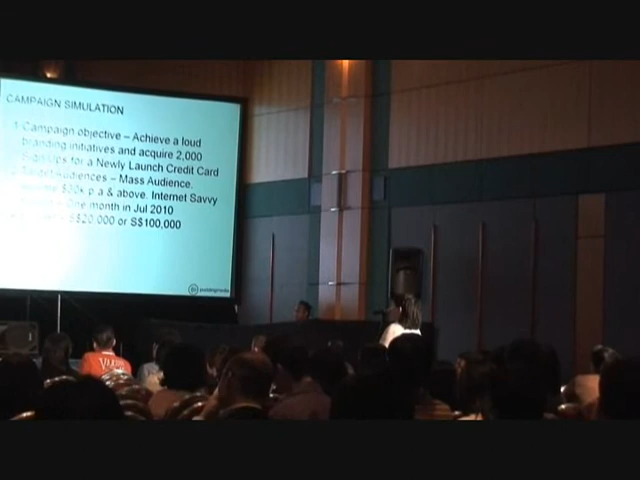 CAMPAIGN SIMULATION
1 Campaign objective – Achieve a loud
branding initiatives and acquire 2,000
Sign Ups for a Newly Launch Credit Card
Audiences – Mass Audience.
$30k p.a & above. Internet Savvy
One month in Jul 2010
S$20,000 or S$100,000